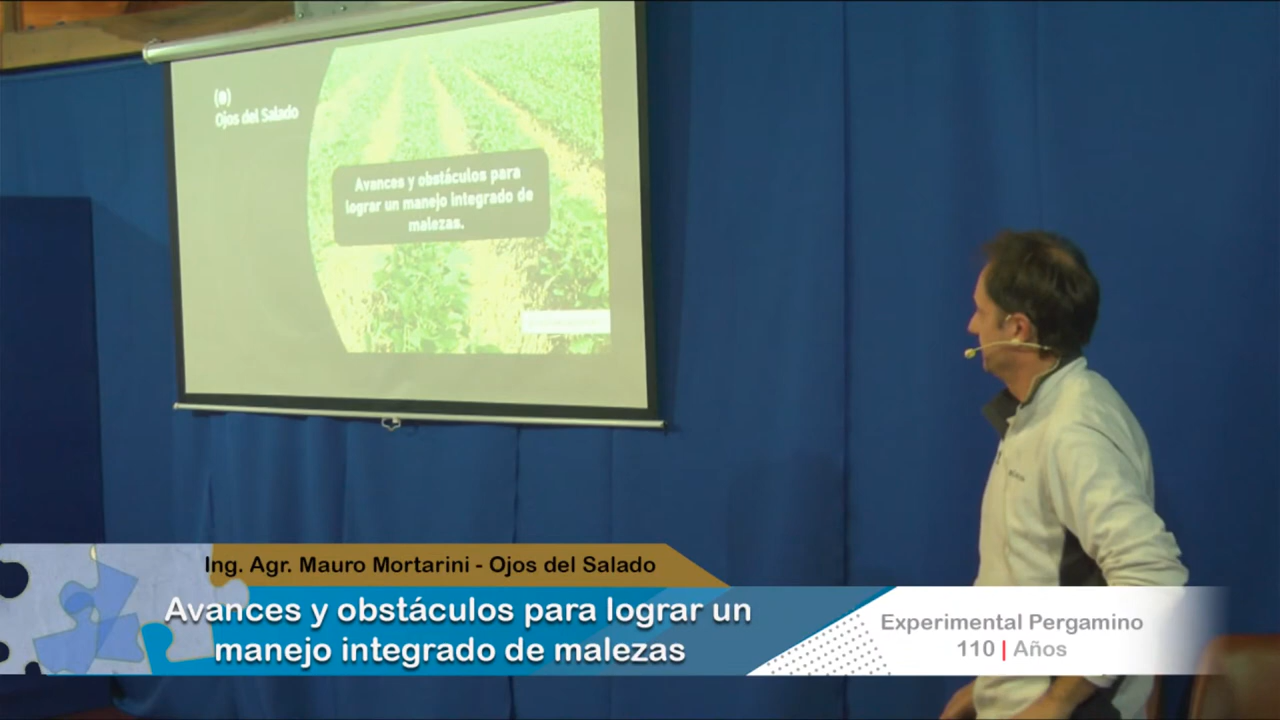 (o)
Ojos del Salado
Avances y obstáculos para
lograr un manejo integrado de
malezas.
Ing. Agr. Mauro Mortarini - Ojos del Salado
Avances y obstáculos para lograr un
manejo integrado de malezas
Experimental Pergamino
110 | Años